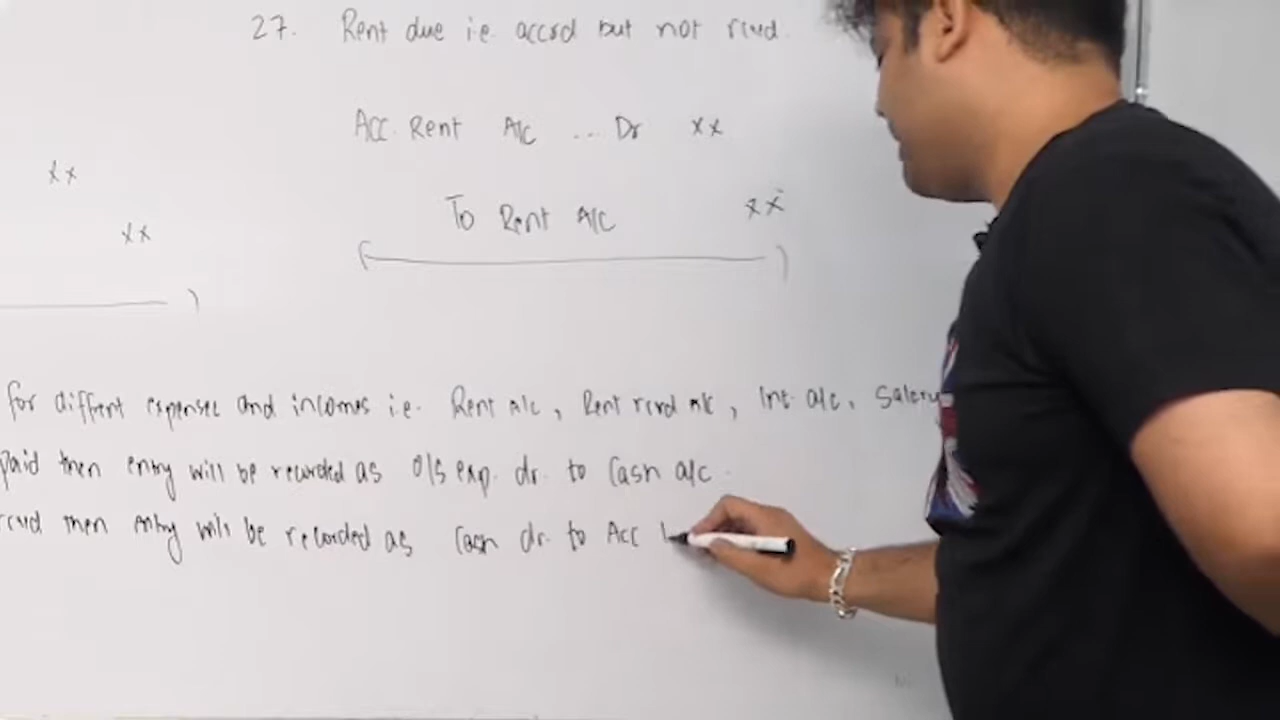 27. Rent due i.e. accrd but not rcvd.
Acc. Rent A/c ... Dr xx
xx
To Rent A/c xx
xx
for diffrent expenses and incomes i.e. Rent A/c, Rent rcvd A/c, Int. a/c, Salary
paid then entry will be recorded as O/s exp. dr. to Cash a/c.
rcvd then entry will be recorded as Cash dr. to Acc